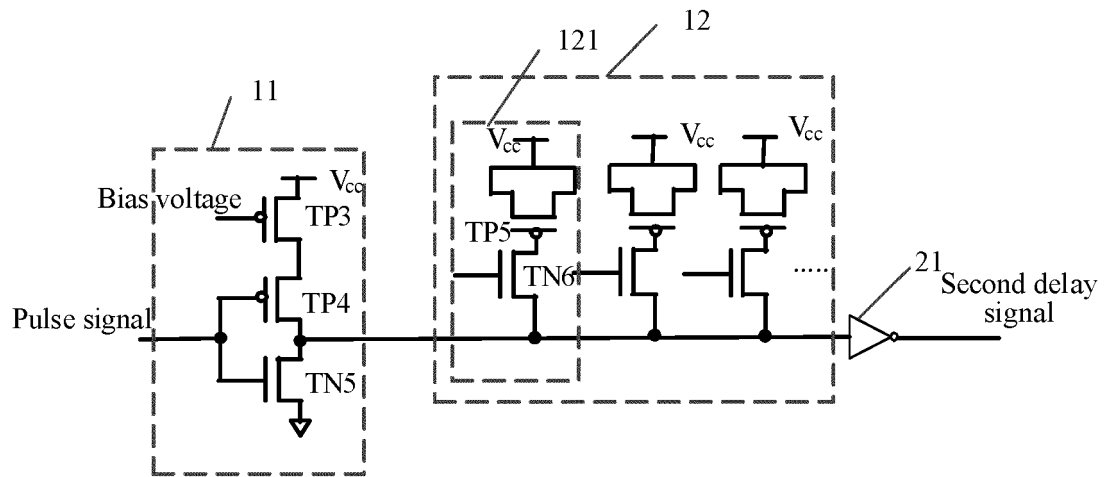 12
121
11
Vcc
Vcc
Vcc
Vcc
Bias voltage
TP3
TP5
TN6
.....
21
Second delay
signal
TP4
Pulse signal
TN5